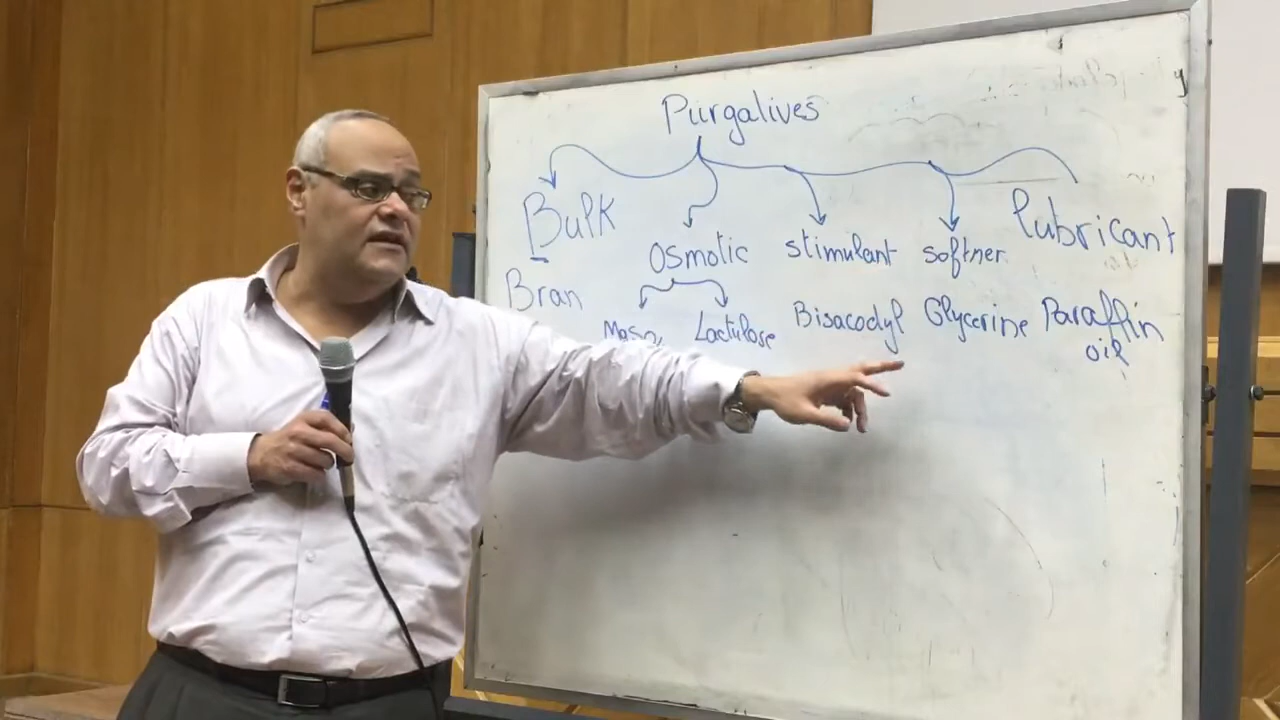 Purgatives
Bulk Osmotic stimulant softner lubricant
Bran Lactulose Bisacodyl Glycerine Paraffin
oil